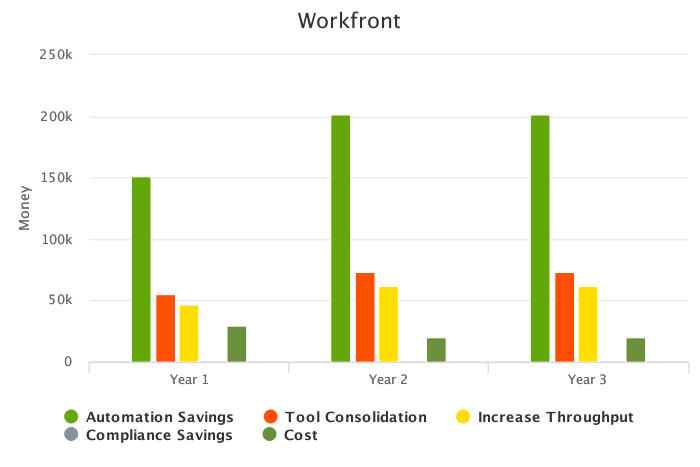 Workfront
250k
200k
150k
100k
50k
0
Money
Year 1 Year 2 Year 3
Automation Savings Tool Consolidation Increase Throughput
Compliance Savings Cost